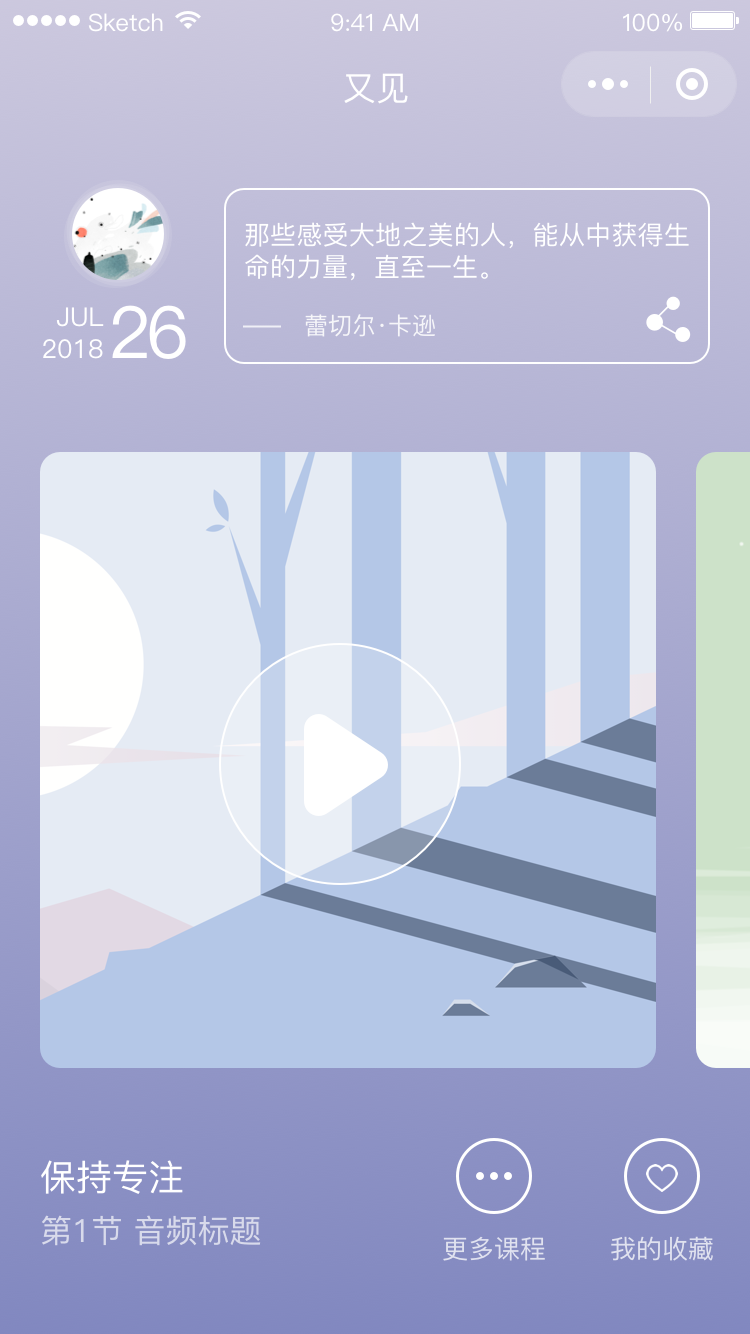 Sketch 9:41 AM 100%
又见
那些感受大地之美的人，能从中获得生
命的力量，直至一生。
—— 蕾切尔·卡逊
JUL
2018
26
保持专注
第1节 音频标题
更多课程
我的收藏